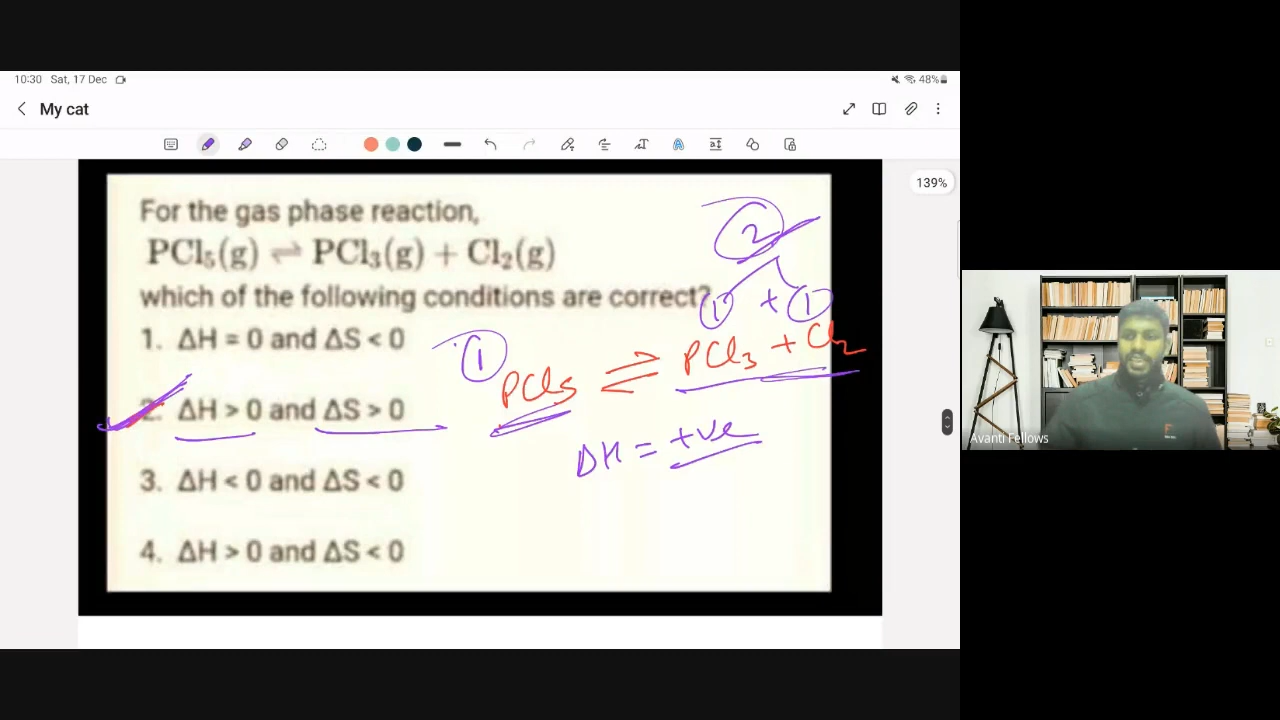 10:30 Sat, 17 Dec
48%
My cat
139%
For the gas phase reaction,
PCl₅(g) ⇌ PCl₃(g) + Cl₂(g)
which of the following conditions are correct?
1. ΔH = 0 and ΔS < 0
2. ΔH > 0 and ΔS > 0
3. ΔH < 0 and ΔS < 0
4. ΔH > 0 and ΔS < 0
2
1 + 1
1
PCl5 ⇌ PCl3 + Cl2
ΔH = +ve
Avanti Fellows